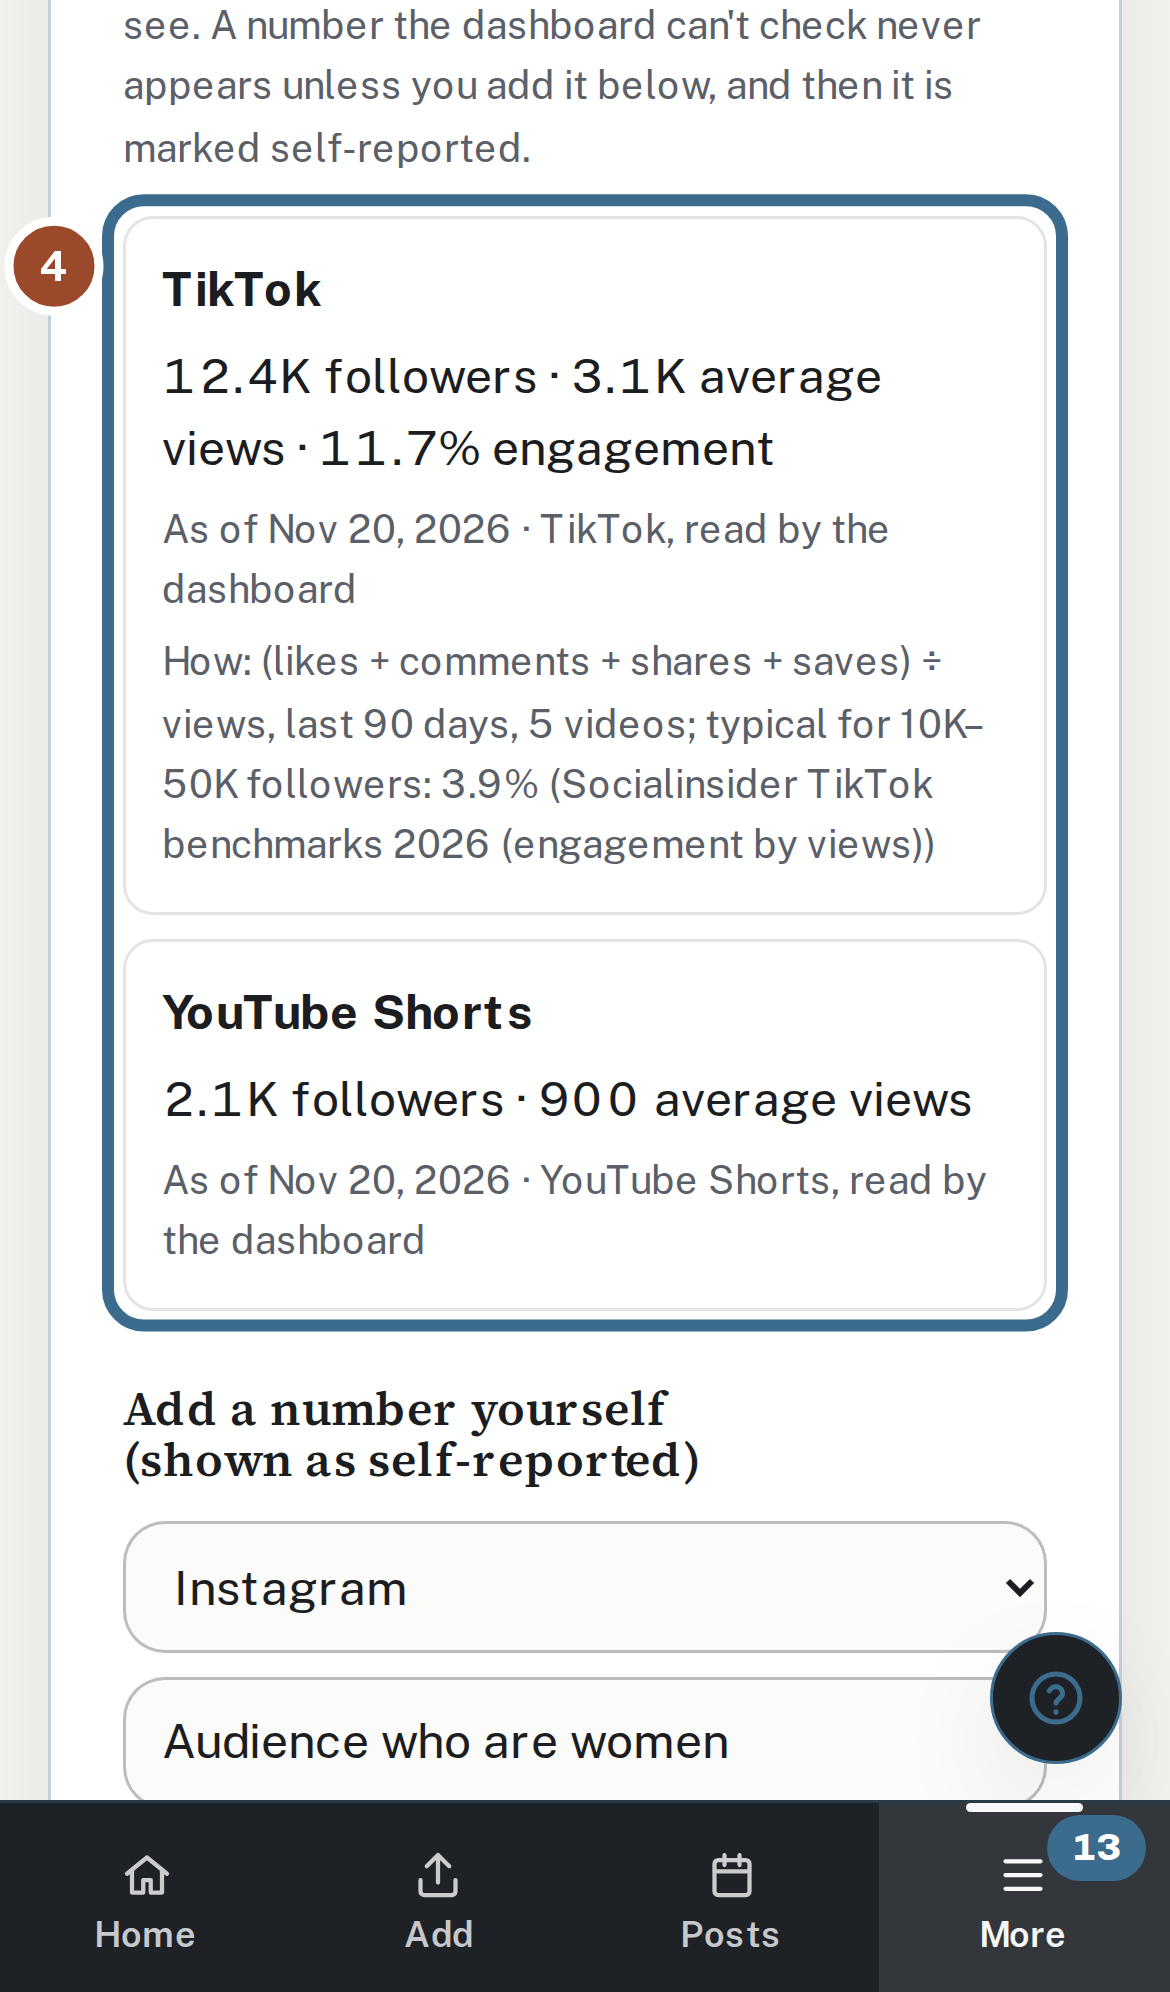 see. A number the dashboard can't check never
appears unless you add it below, and then it is
marked self-reported.
4
TikTok
12.4K followers · 3.1K average
views · 11.7% engagement
As of Nov 20, 2026 · TikTok, read by the
dashboard
How: (likes + comments + shares + saves) ÷
views, last 90 days, 5 videos; typical for 10K–
50K followers: 3.9% (Socialinsider TikTok
benchmarks 2026 (engagement by views))
YouTube Shorts
2.1K followers · 900 average views
As of Nov 20, 2026 · YouTube Shorts, read by
the dashboard
Add a number yourself
(shown as self-reported)
Instagram
Audience who are women
13
Home
Add
Posts
More